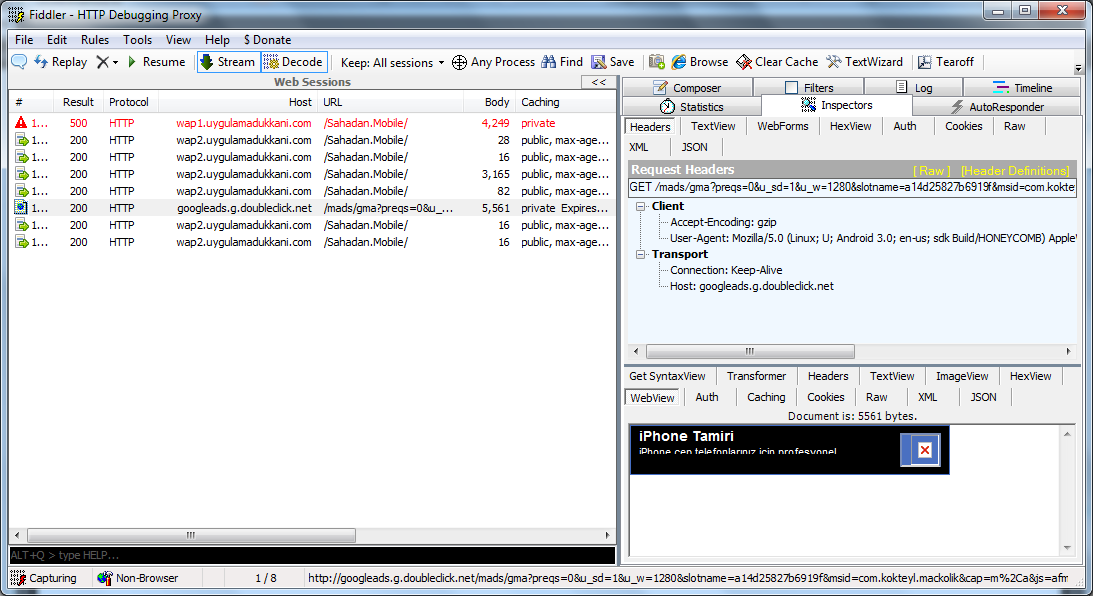 Fiddler - HTTP Debugging Proxy
File Edit Rules Tools View Help $ Donate
Replay Resume Stream Decode Keep: All sessions Any Process Find Save Browse Clear Cache TextWizard Tearoff
Web Sessions <<
# Result Protocol Host URL Body Caching
1... 500 HTTP wap1.uygulamadukkani.com /Sahadan.Mobile/ 4,249 private
1... 200 HTTP wap2.uygulamadukkani.com /Sahadan.Mobile/ 28 public, max-age...
1... 200 HTTP wap2.uygulamadukkani.com /Sahadan.Mobile/ 16 public, max-age...
1... 200 HTTP wap2.uygulamadukkani.com /Sahadan.Mobile/ 3,165 public, max-age...
1... 200 HTTP wap2.uygulamadukkani.com /Sahadan.Mobile/ 82 public, max-age...
1... 200 HTTP googleads.g.doubleclick.net /mads/gma?preqs=0&u_... 5,561 private Expires...
1... 200 HTTP wap2.uygulamadukkani.com /Sahadan.Mobile/ 16 public, max-age...
1... 200 HTTP wap2.uygulamadukkani.com /Sahadan.Mobile/ 16 public, max-age...
ALT+Q > type HELP...
Composer Filters Log Timeline
Statistics Inspectors AutoResponder
Headers TextView WebForms HexView Auth Cookies Raw
XML JSON
Request Headers [ Raw ] [Header Definitions]
GET /mads/gma?preqs=0&u_sd=1&u_w=1280&slotname=a14d25827b6919f&msid=com.koktey
Client
Accept-Encoding: gzip
User-Agent: Mozilla/5.0 (Linux; U; Android 3.0; en-us; sdk Build/HONEYCOMB) Apple
Transport
Connection: Keep-Alive
Host: googleads.g.doubleclick.net
Get SyntaxView Transformer Headers TextView ImageView HexView
WebView Auth Caching Cookies Raw XML JSON
Document is: 5561 bytes.
iPhone Tamiri
iPhone cep telefonlarınız için profesyonel
Capturing Non-Browser 1 / 8 http://googleads.g.doubleclick.net/mads/gma?preqs=0&u_sd=1&u_w=1280&slotname=a14d25827b6919f&msid=com.kokteyl.mackolik&cap=m%2Ca&js=afm